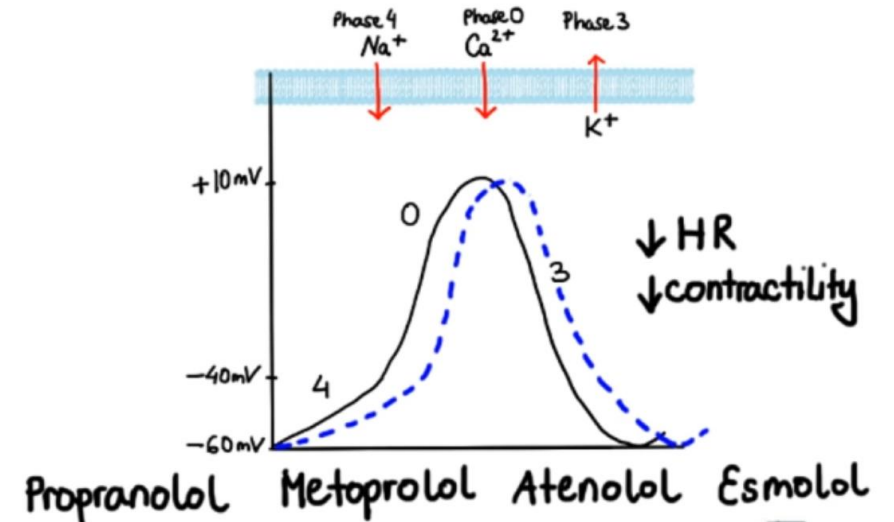 Phase 4 Phase 0 Phase 3
Na⁺ Ca²⁺
K⁺
+10mV
0
↓ HR
3
↓ contractility
-40mV
4
-60mV
Propranolol Metoprolol Atenolol Esmolol